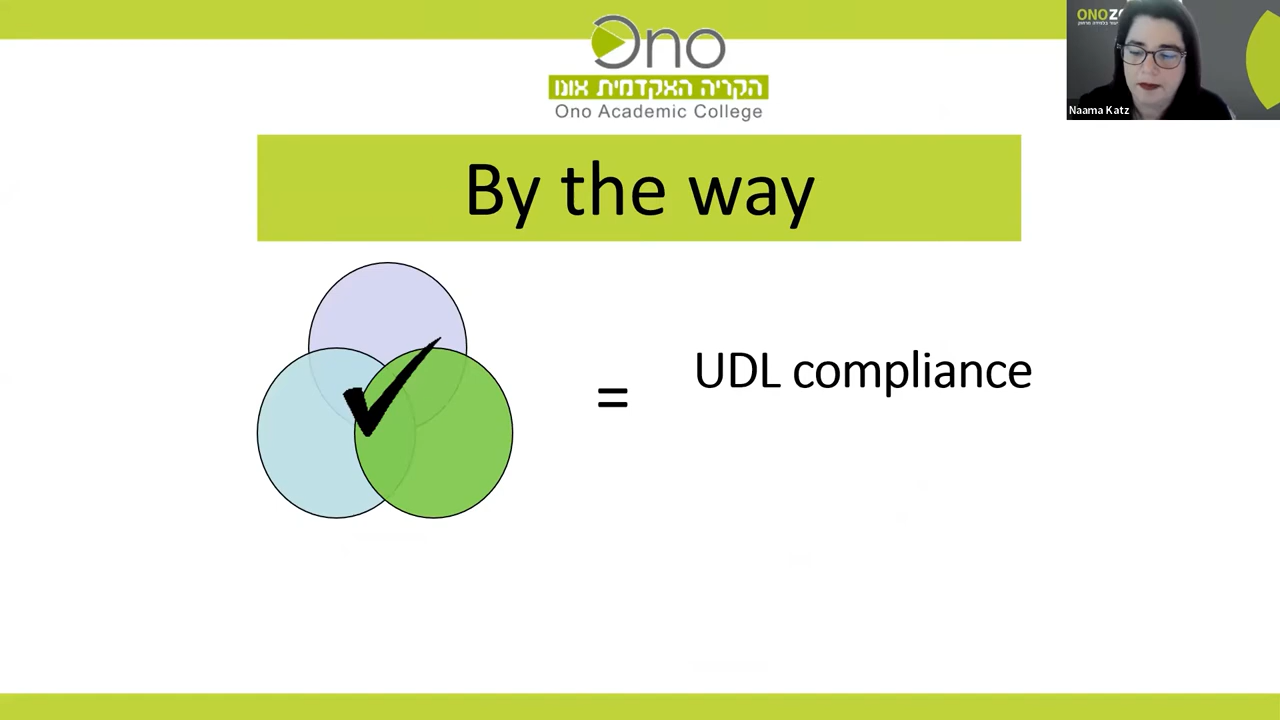 Ono
הקריה האקדמית אונו
Ono Academic College
Naama Katz
By the way
=
UDL compliance